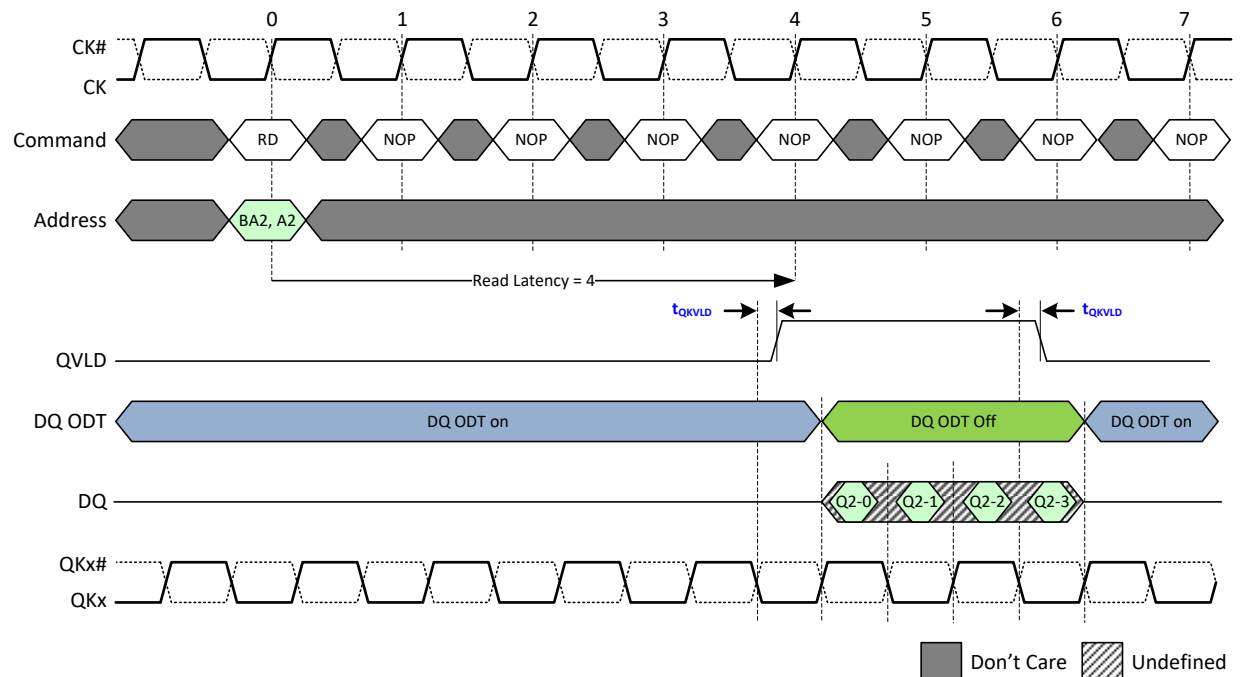 0 1 2 3 4 5 6 7
CK#
CK
Command RD NOP NOP NOP NOP NOP NOP NOP
Address BA2, A2
Read Latency = 4
tQKVLD tQKVLD
QVLD
DQ ODT DQ ODT on DQ ODT Off DQ ODT on
DQ Q2-0 Q2-1 Q2-2 Q2-3
QKx#
QKx
Don't Care Undefined